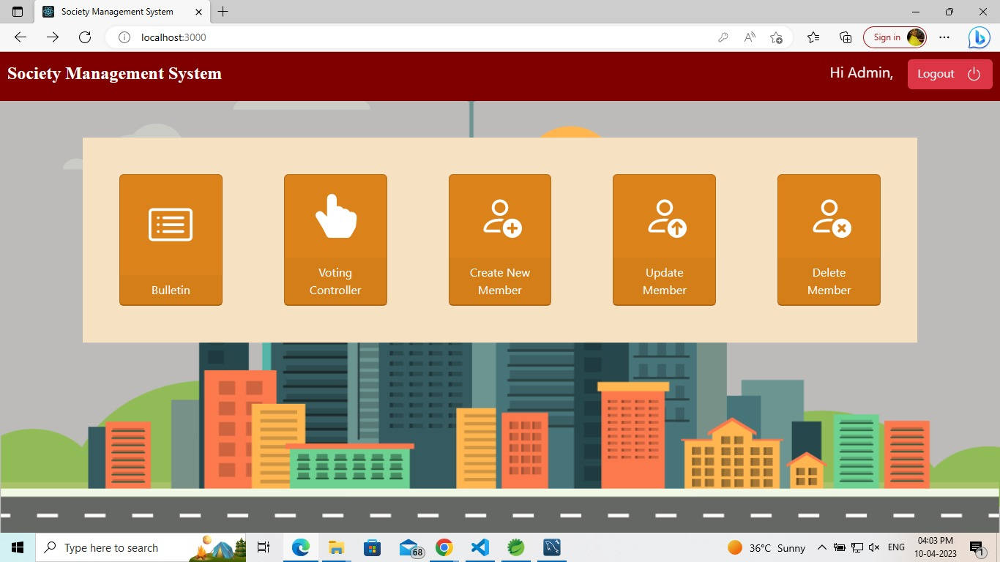 Society Management System
localhost:3000
Sign in
Society Management System
Hi Admin,
Logout
Bulletin
Voting
Controller
Create New
Member
Update
Member
Delete
Member
Type here to search
68
36°C Sunny
ENG
04:03 PM
10-04-2023
1